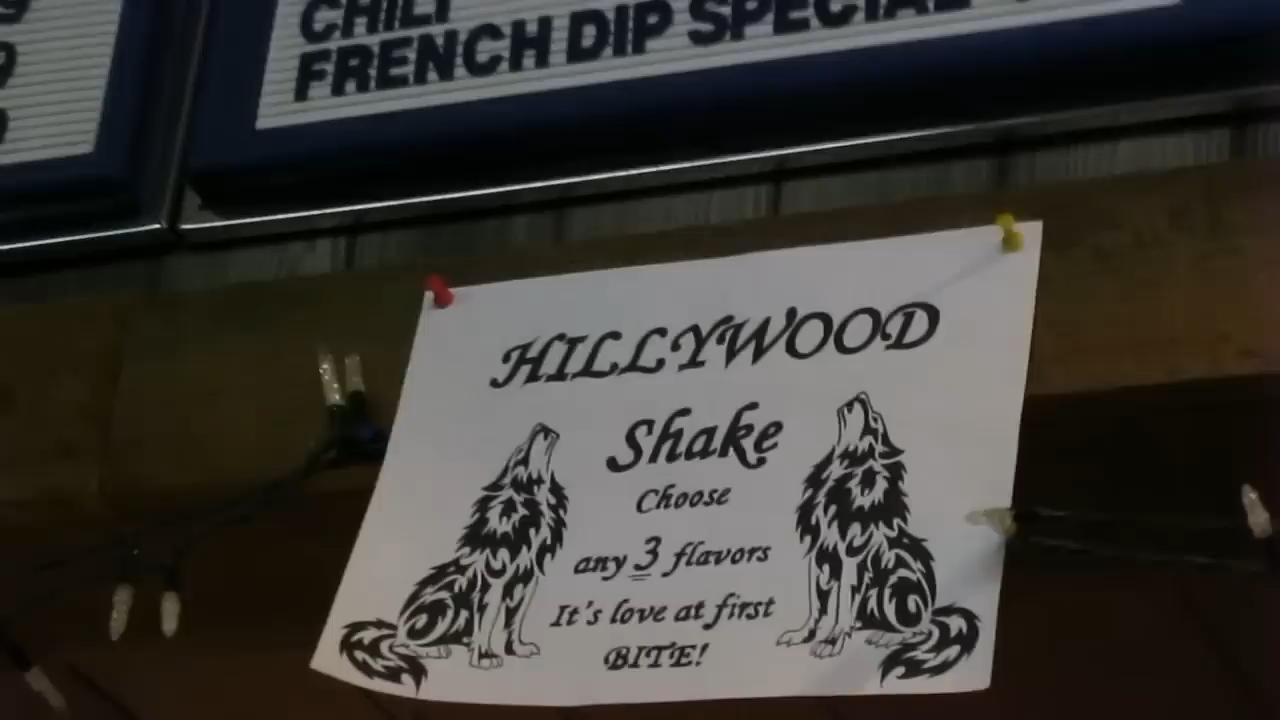 CHILI
FRENCH DIP SPECIAL
HILLYWOOD
Shake
Choose
any 3 flavors
It's love at first
BITE!